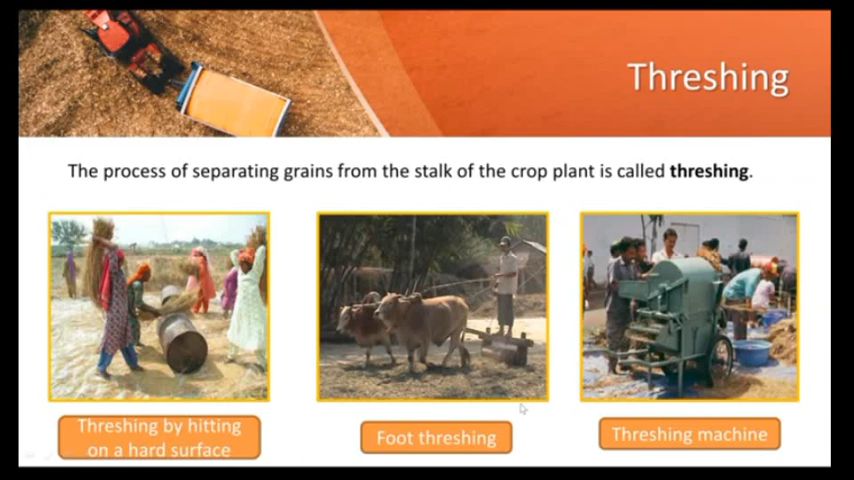 Threshing
The process of separating grains from the stalk of the crop plant is called threshing.
Threshing by hitting
on a hard surface
Foot threshing
Threshing machine